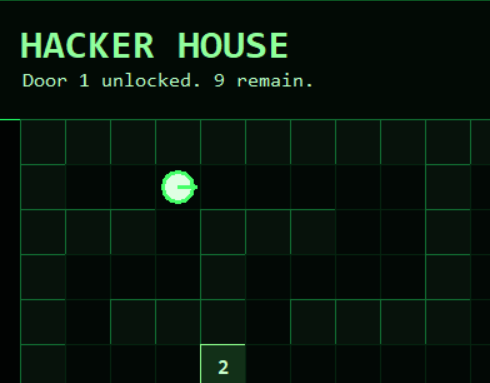 HACKER HOUSE
Door 1 unlocked. 9 remain.
2